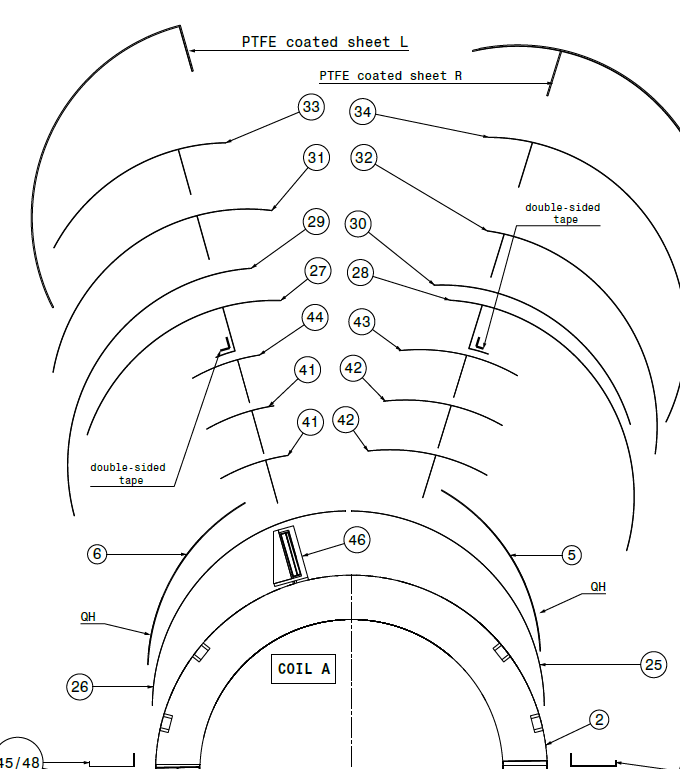 PTFE coated sheet L
PTFE coated sheet R
33
34
31
32
double-sided
tape
29
30
27
28
44
43
41
42
41
42
double-sided
tape
46
6
5
QH
QH
COIL A
26
25
2
45/48